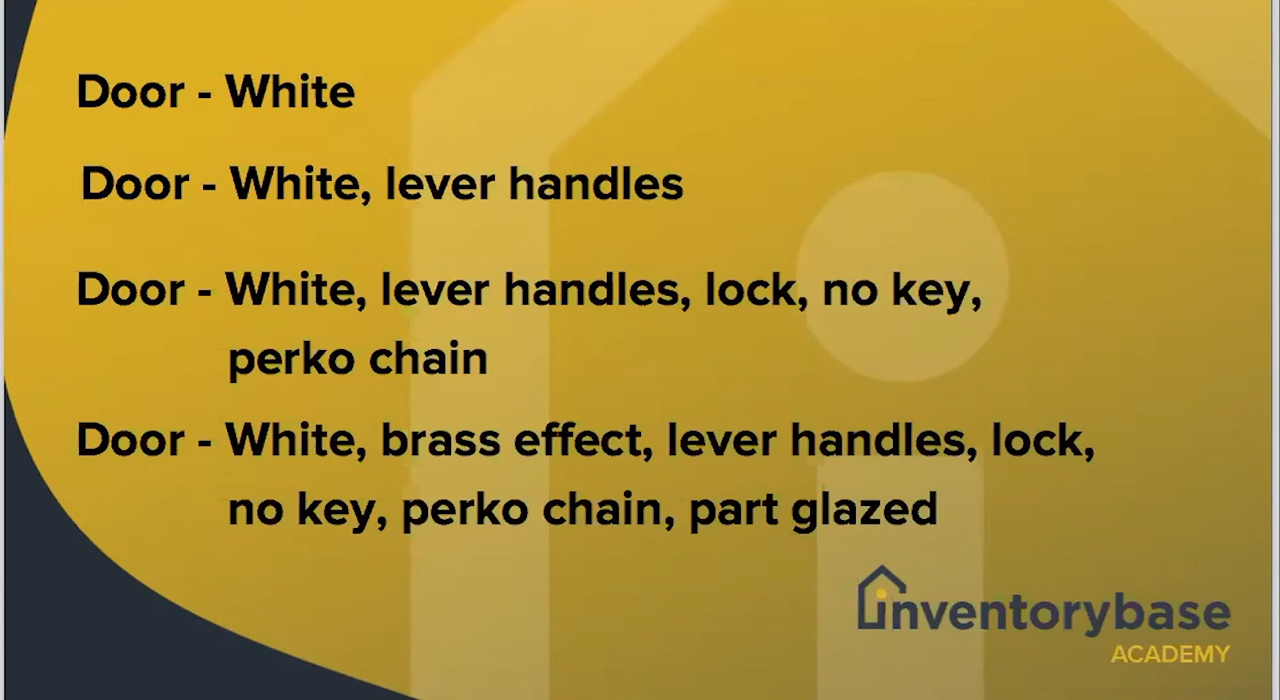 Door - White
Door - White, lever handles
Door - White, lever handles, lock, no key,
perko chain
Door - White, brass effect, lever handles, lock,
no key, perko chain, part glazed
inventorybase
ACADEMY